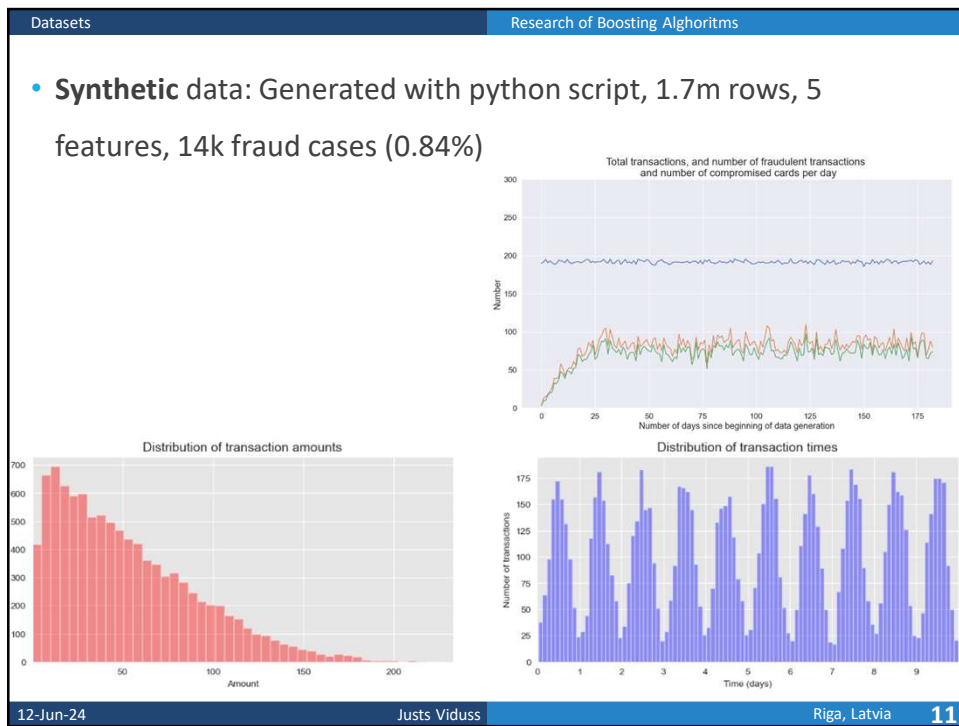 Datasets
Research of Boosting Alghoritms
• Synthetic data: Generated with python script, 1.7m rows, 5
features, 14k fraud cases (0.84%)
Total transactions, and number of fraudulent transactions
and number of compromised cards per day
300
250
200
150
100
50
0
Number
0 25 50 75 100 125 150 175
Number of days since beginning of data generation
Distribution of transaction amounts
700
600
500
400
300
200
100
0
50 100 150 200
Amount
Distribution of transaction times
175
150
125
100
75
50
25
0
Number of transactions
0 1 2 3 4 5 6 7 8 9
Time (days)
12-Jun-24
Justs Viduss
Riga, Latvia
11